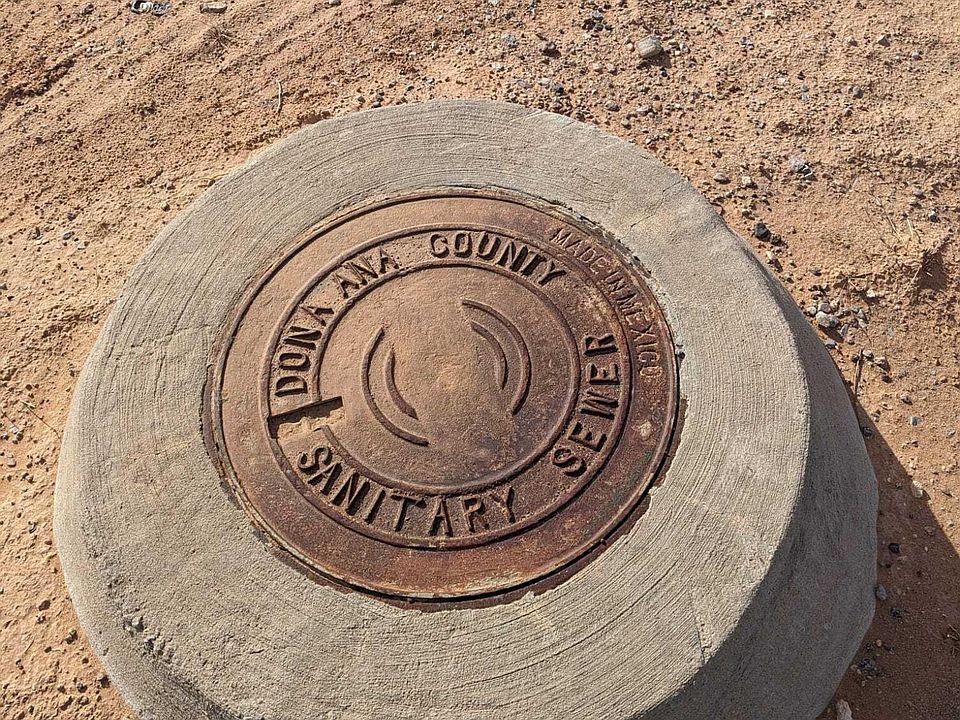 DONA ANA COUNTY
SANITARY SEWER
MADE IN MEXICO